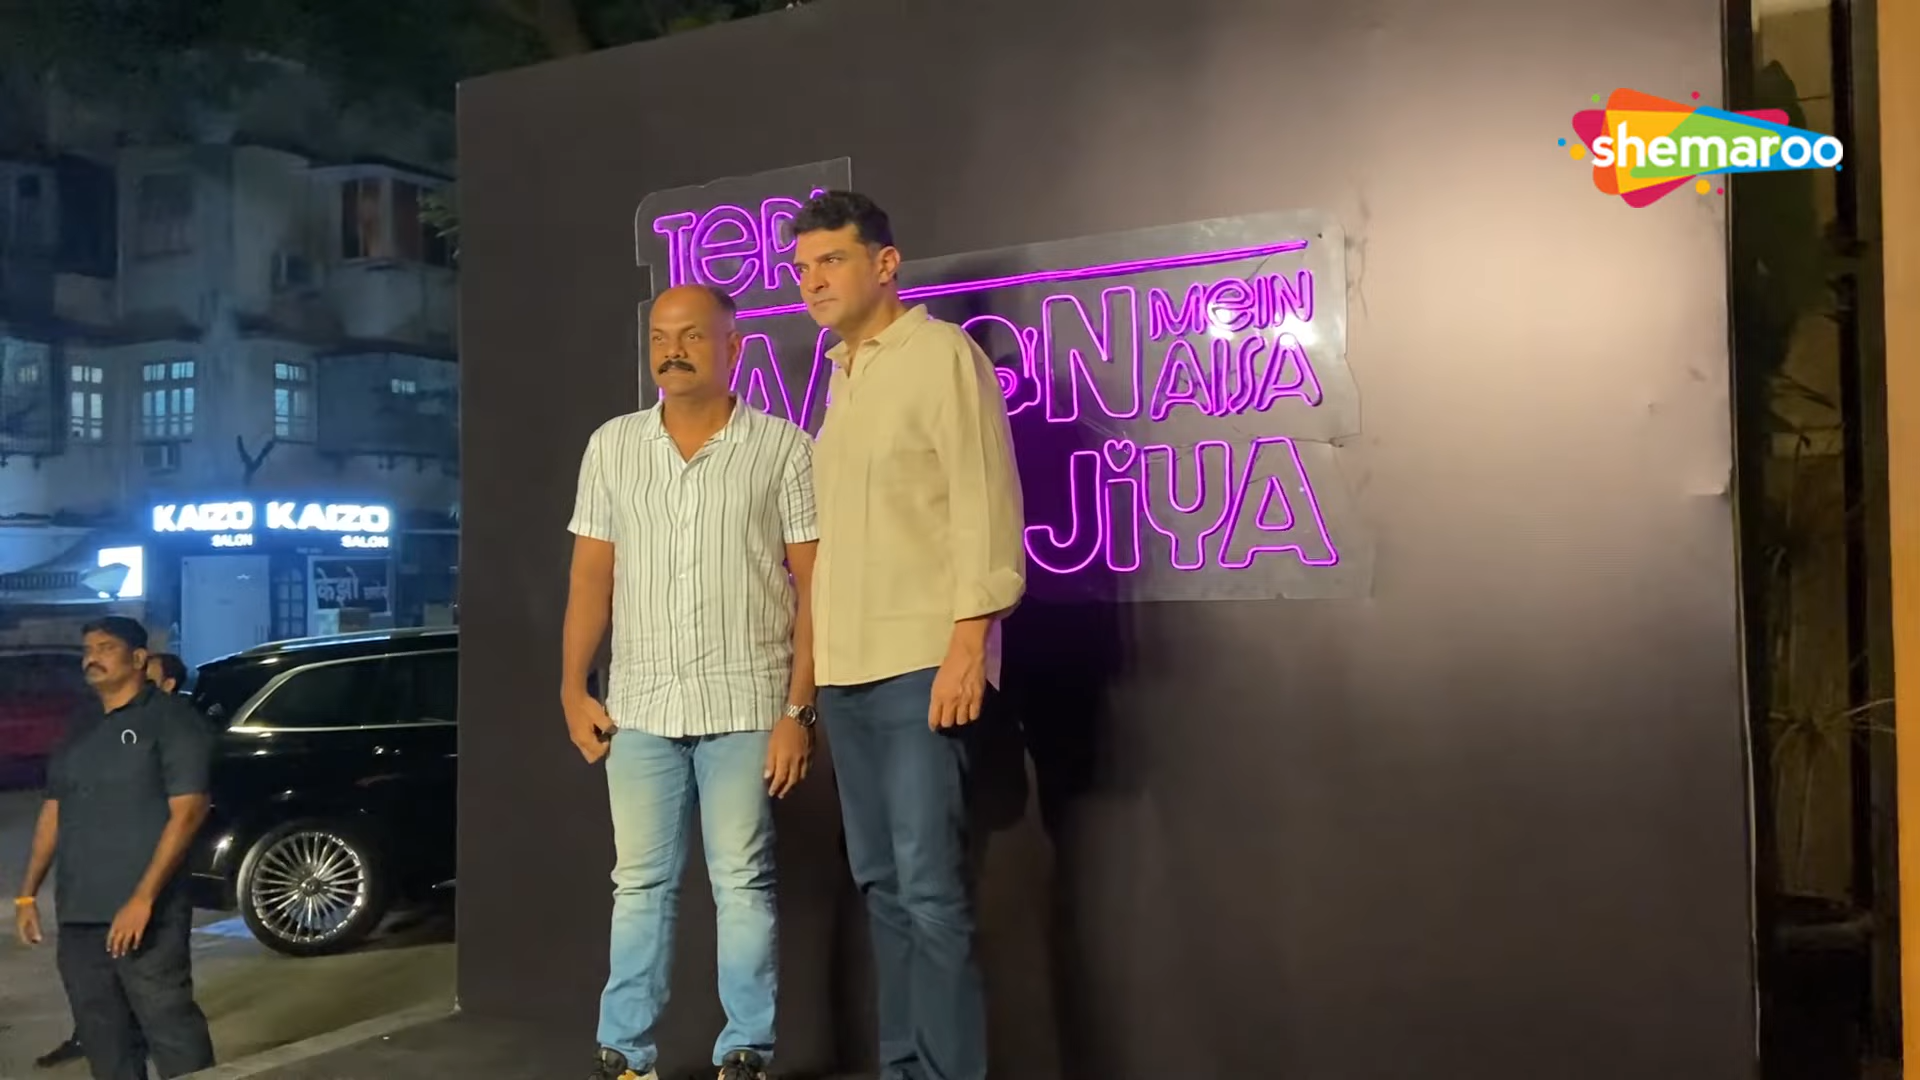 shemaroo
TERI
MEIN
AISA
JiYA
KAIZO KAIZO
SALON SALON